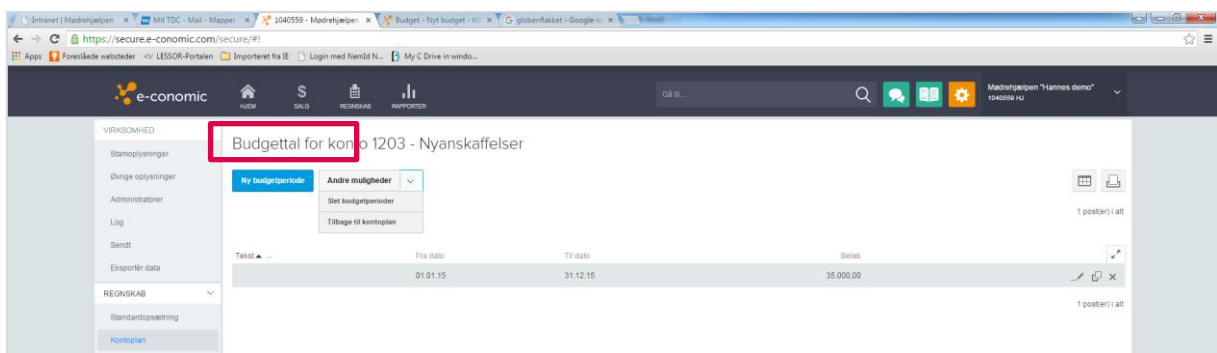 Intranet | Mødrehjælpen
Mit TDC - Mail - Mapper
1040559 - Mødrehjælpen
Budget - Nyt budget - til
globenflakket - Google-s
https://secure.e-conomic.com/secure/#!
Apps Foreslåede websteder LESSOR-Portalen Importeret fra IE Login med NemId N... My C Drive in windo...
e-conomic
HJEM SALG REGNSKAB RAPPORTER
Gå til...
Mødrehjælpen "Hannes demo"
1040559 HJ
VIRKSOMHED
Stamoplysninger
Øvrige oplysninger
Administratorer
Log
Sendt
Eksportér data
REGNSKAB
Standardopsætning
Kontoplan
Budgettal for konto 1203 - Nyanskaffelser
Ny budgetperiode Andre muligheder
Slet budgetperioder
Tilbage til kontoplan
1 post(er) i alt
Tekst ▲ ... Fra dato Til dato Beløb
01.01.15 31.12.15 35.000,00
1 post(er) i alt